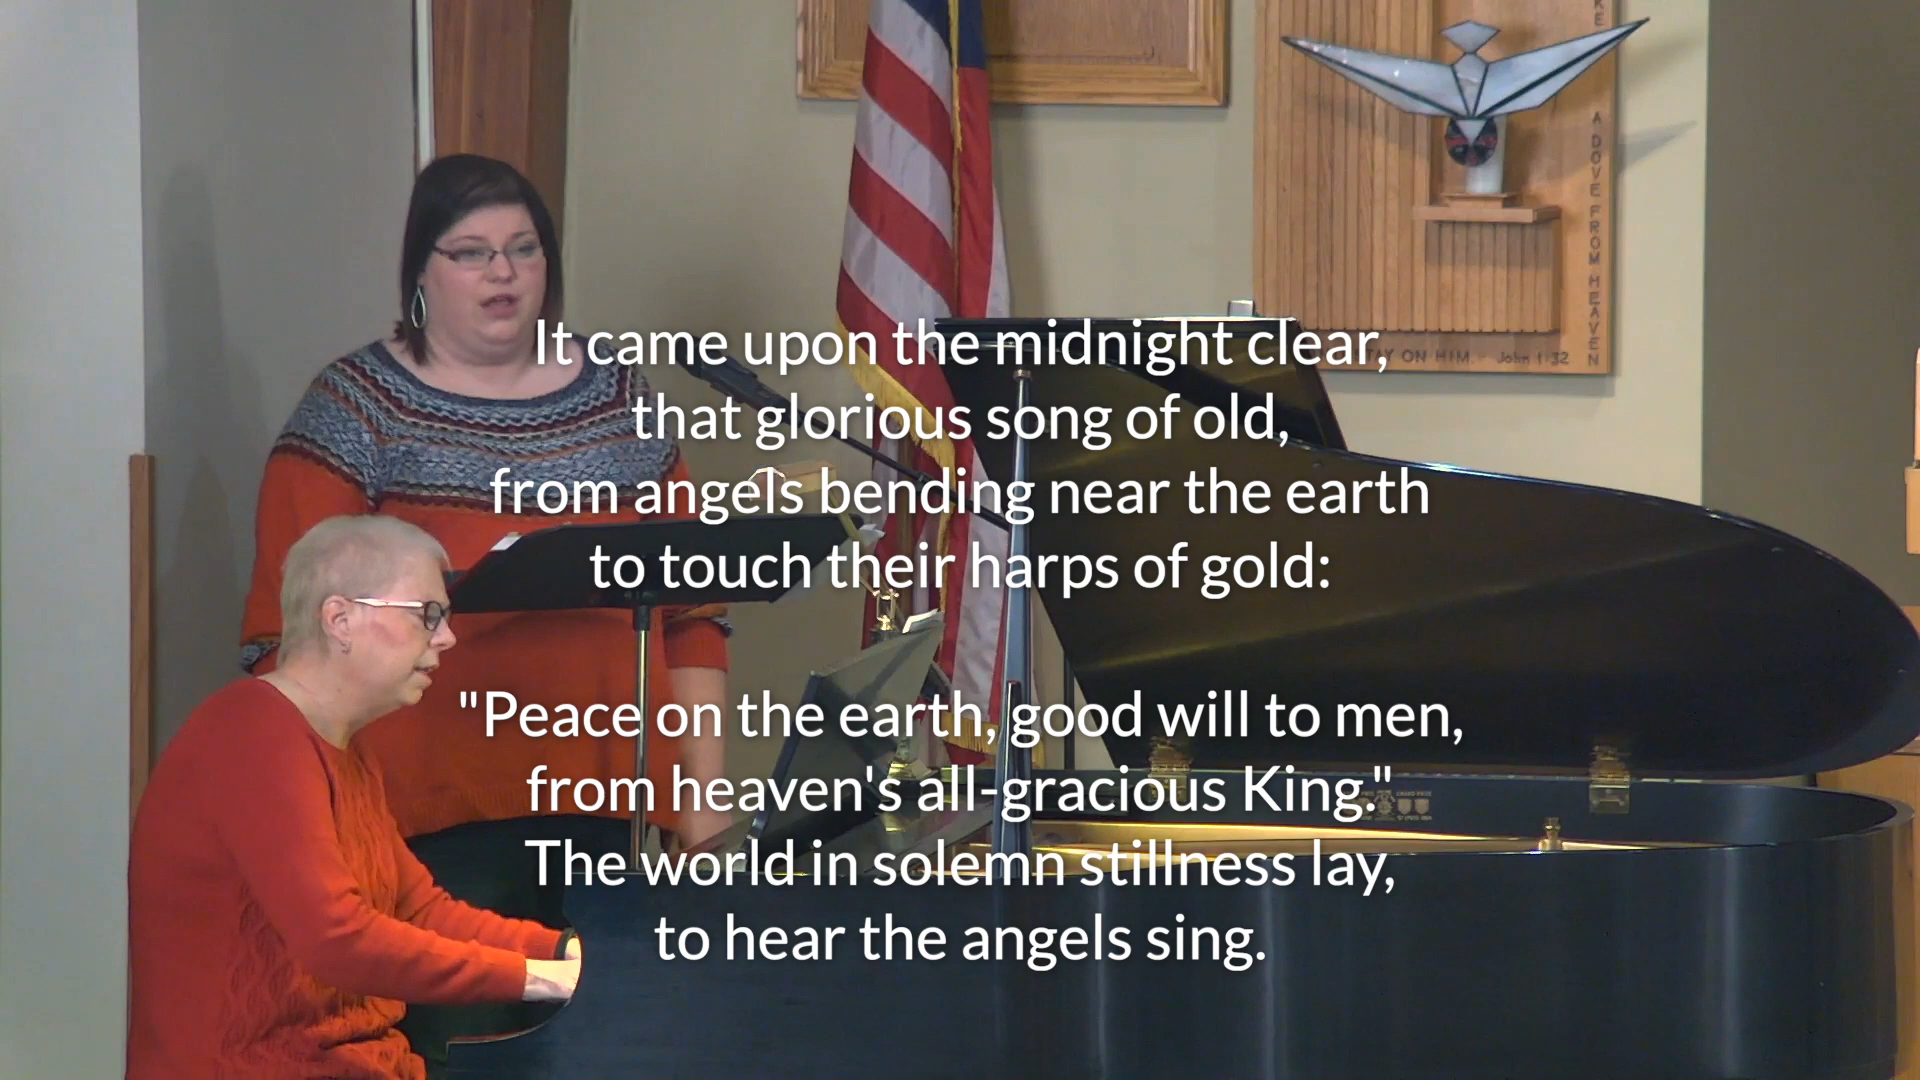 It came upon the midnight clear,
that glorious song of old,
from angels bending near the earth
to touch their harps of gold:
"Peace on the earth, good will to men,
from heaven's all-gracious King."
The world in solemn stillness lay,
to hear the angels sing.
A DOVE FROM HEAVEN
ON HIM. John 1:32